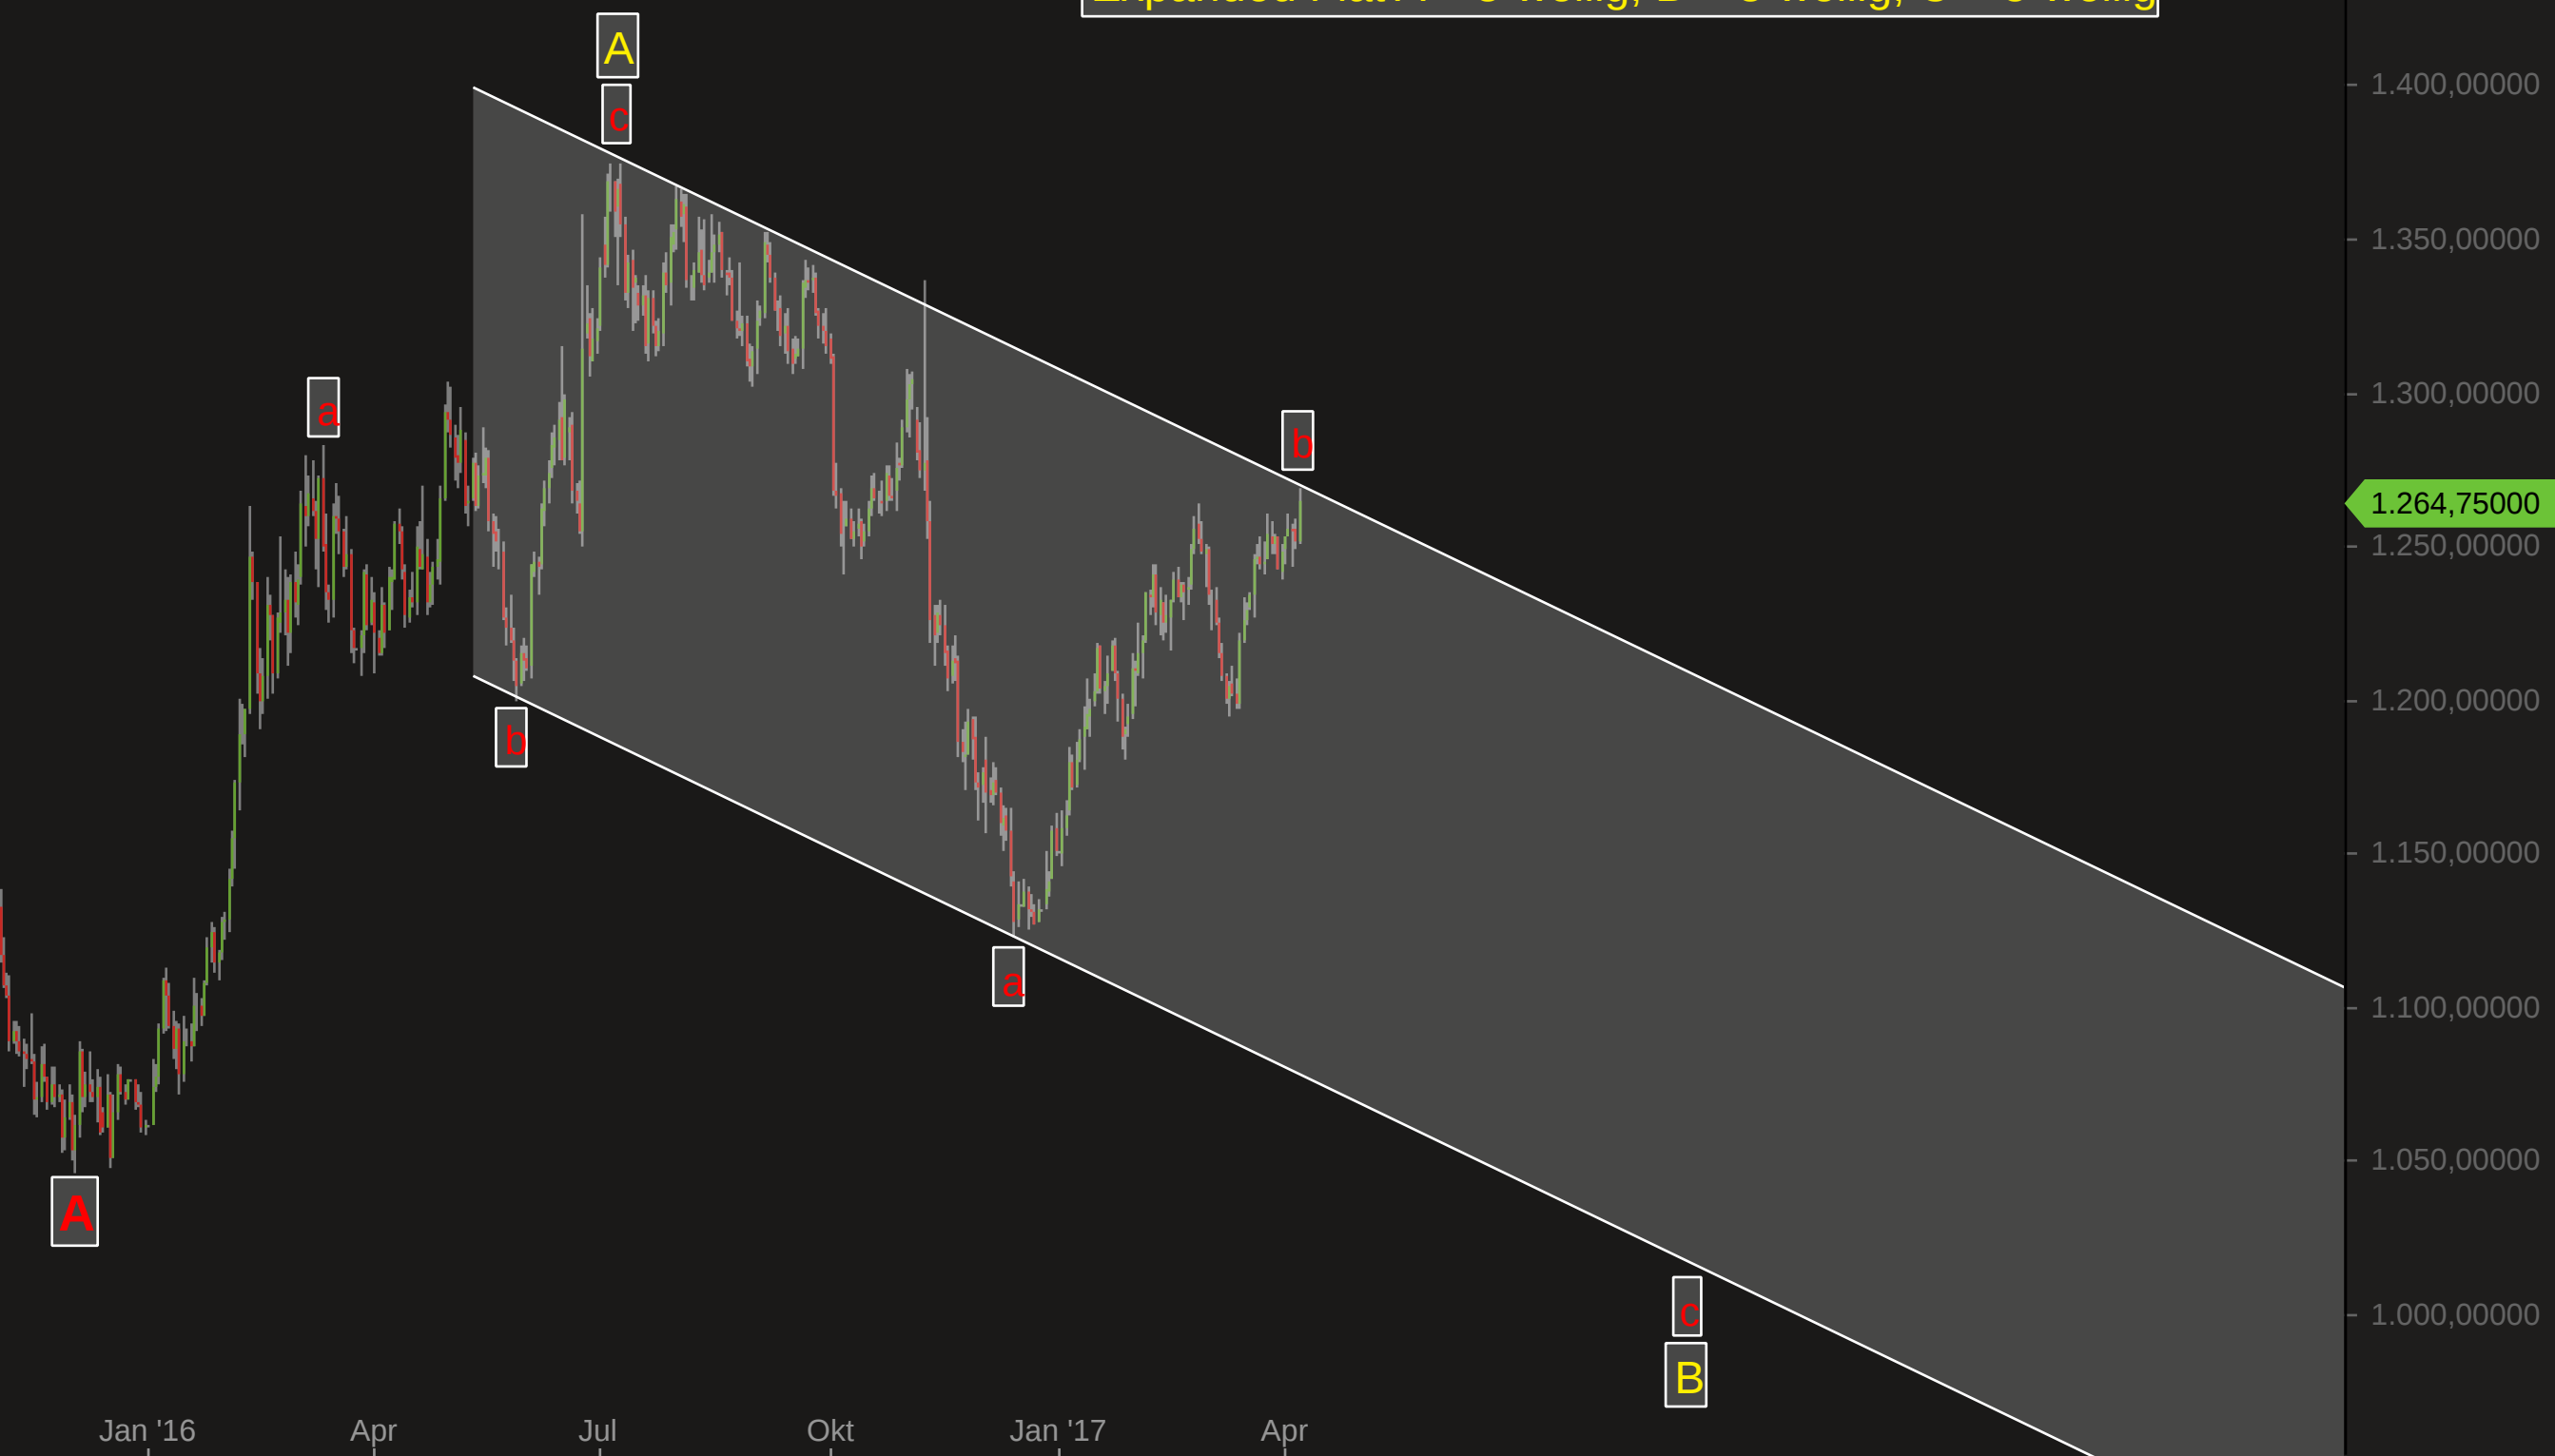 A
c
1.400,00000
1.350,00000
a
1.300,00000
b
1.264,75000
1.250,00000
1.200,00000
b
1.150,00000
a
1.100,00000
A
1.050,00000
c
1.000,00000
B
Jan '16 Apr Jul Okt Jan '17 Apr